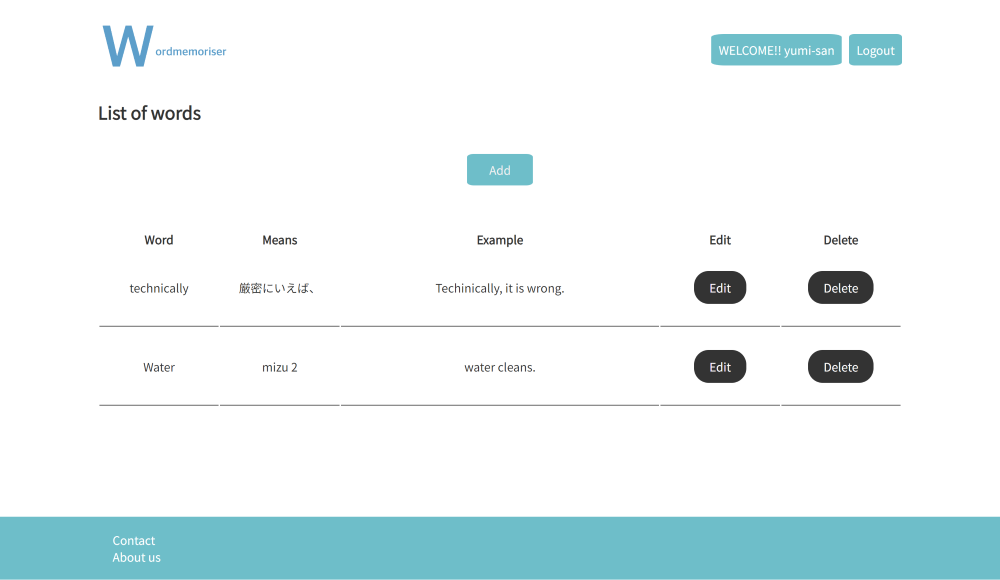 Wordmemoriser
WELCOME!! yumi-san Logout
List of words
Add
Word Means Example Edit Delete
technically 厳密にいえば、 Techinically, it is wrong. Edit Delete
Water mizu 2 water cleans. Edit Delete
Contact
About us